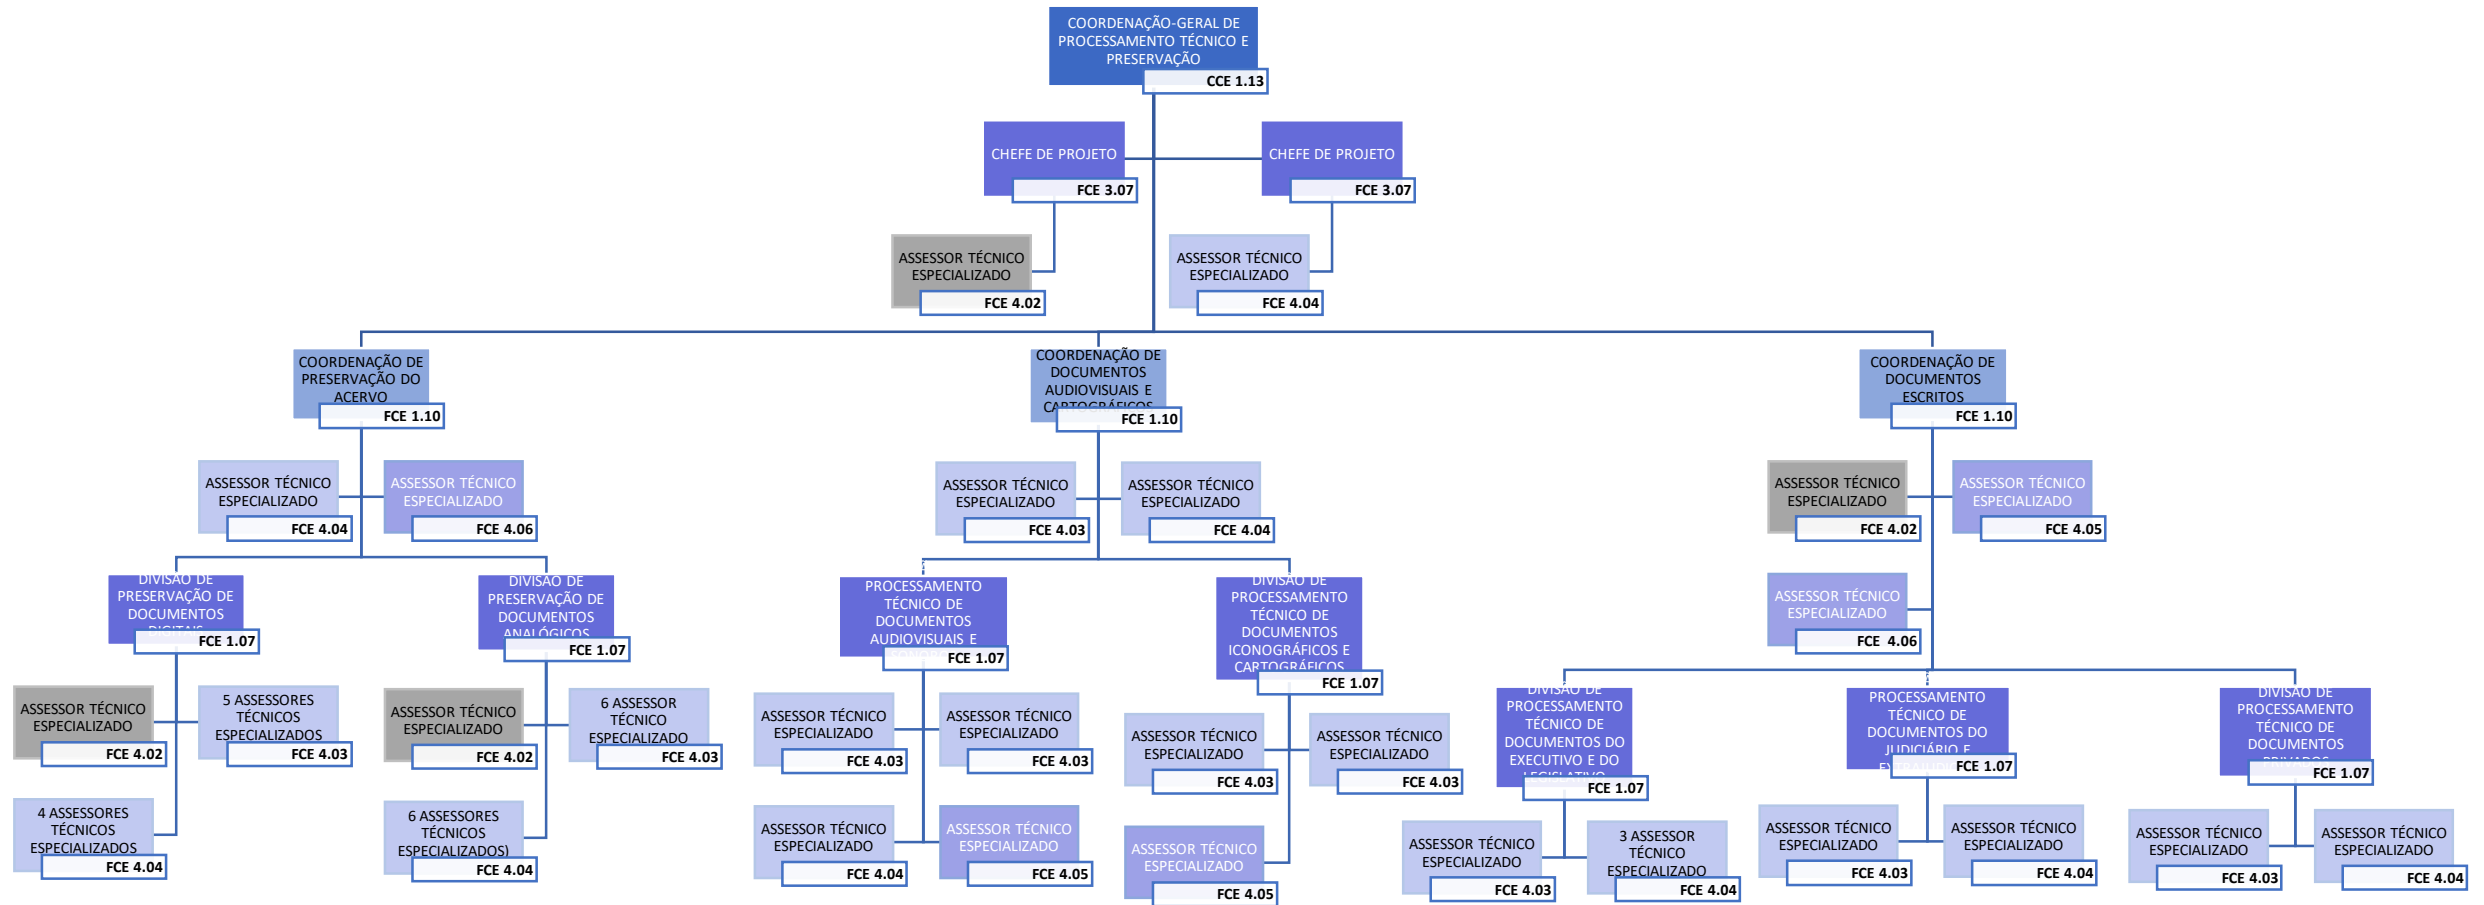 COORDENAÇÃO-GERAL DE
PROCESSAMENTO TÉCNICO E
PRESERVAÇÃO
CCE 1.13
CHEFE DE PROJETO
FCE 3.07
CHEFE DE PROJETO
FCE 3.07
ASSESSOR TÉCNICO
ESPECIALIZADO
FCE 4.02
ASSESSOR TÉCNICO
ESPECIALIZADO
FCE 4.04
COORDENAÇÃO DE
PRESERVAÇÃO DO
ACERVO
FCE 1.10
ASSESSOR TÉCNICO
ESPECIALIZADO
FCE 4.04
ASSESSOR TÉCNICO
ESPECIALIZADO
FCE 4.06
DIVISÃO DE
PRESERVAÇÃO DE
DOCUMENTOS
DIGITAIS
FCE 1.07
ASSESSOR TÉCNICO
ESPECIALIZADO
FCE 4.02
5 ASSESSORES
TÉCNICOS
ESPECIALIZADOS
FCE 4.03
4 ASSESSORES
TÉCNICOS
ESPECIALIZADOS
FCE 4.04
DIVISÃO DE
PRESERVAÇÃO DE
DOCUMENTOS
ANALÓGICOS
FCE 1.07
ASSESSOR TÉCNICO
ESPECIALIZADO
FCE 4.02
6 ASSESSOR
TÉCNICO
ESPECIALIZADO
FCE 4.03
6 ASSESSORES
TÉCNICOS
ESPECIALIZADOS)
FCE 4.04
COORDENAÇÃO DE
DOCUMENTOS
AUDIOVISUAIS E
CARTOGRÁFICOS
FCE 1.10
ASSESSOR TÉCNICO
ESPECIALIZADO
FCE 4.03
ASSESSOR TÉCNICO
ESPECIALIZADO
FCE 4.04
PROCESSAMENTO
TÉCNICO DE
DOCUMENTOS
AUDIOVISUAIS E
FCE 1.07
ASSESSOR TÉCNICO
ESPECIALIZADO
FCE 4.03
ASSESSOR TÉCNICO
ESPECIALIZADO
FCE 4.03
ASSESSOR TÉCNICO
ESPECIALIZADO
FCE 4.04
ASSESSOR TÉCNICO
ESPECIALIZADO
FCE 4.05
DIVISÃO DE
PROCESSAMENTO
TÉCNICO DE
DOCUMENTOS
ICONOGRÁFICOS E
CARTOGRÁFICOS
FCE 1.07
ASSESSOR TÉCNICO
ESPECIALIZADO
FCE 4.03
ASSESSOR TÉCNICO
ESPECIALIZADO
FCE 4.03
ASSESSOR TÉCNICO
ESPECIALIZADO
FCE 4.05
COORDENAÇÃO DE
DOCUMENTOS
ESCRITOS
FCE 1.10
ASSESSOR TÉCNICO
ESPECIALIZADO
FCE 4.02
ASSESSOR TÉCNICO
ESPECIALIZADO
FCE 4.05
ASSESSOR TÉCNICO
ESPECIALIZADO
FCE 4.06
DIVISÃO DE
PROCESSAMENTO
TÉCNICO DE
DOCUMENTOS DO
EXECUTIVO E DO
LEGISLATIVO
FCE 1.07
ASSESSOR TÉCNICO
ESPECIALIZADO
FCE 4.03
3 ASSESSOR
TÉCNICO
ESPECIALIZADO
FCE 4.04
PROCESSAMENTO
TÉCNICO DE
DOCUMENTOS DO
JUDICIÁRIO E
FCE 1.07
ASSESSOR TÉCNICO
ESPECIALIZADO
FCE 4.03
ASSESSOR TÉCNICO
ESPECIALIZADO
FCE 4.04
DIVISÃO DE
PROCESSAMENTO
TÉCNICO DE
DOCUMENTOS
PRIVADOS
FCE 1.07
ASSESSOR TÉCNICO
ESPECIALIZADO
FCE 4.03
ASSESSOR TÉCNICO
ESPECIALIZADO
FCE 4.04